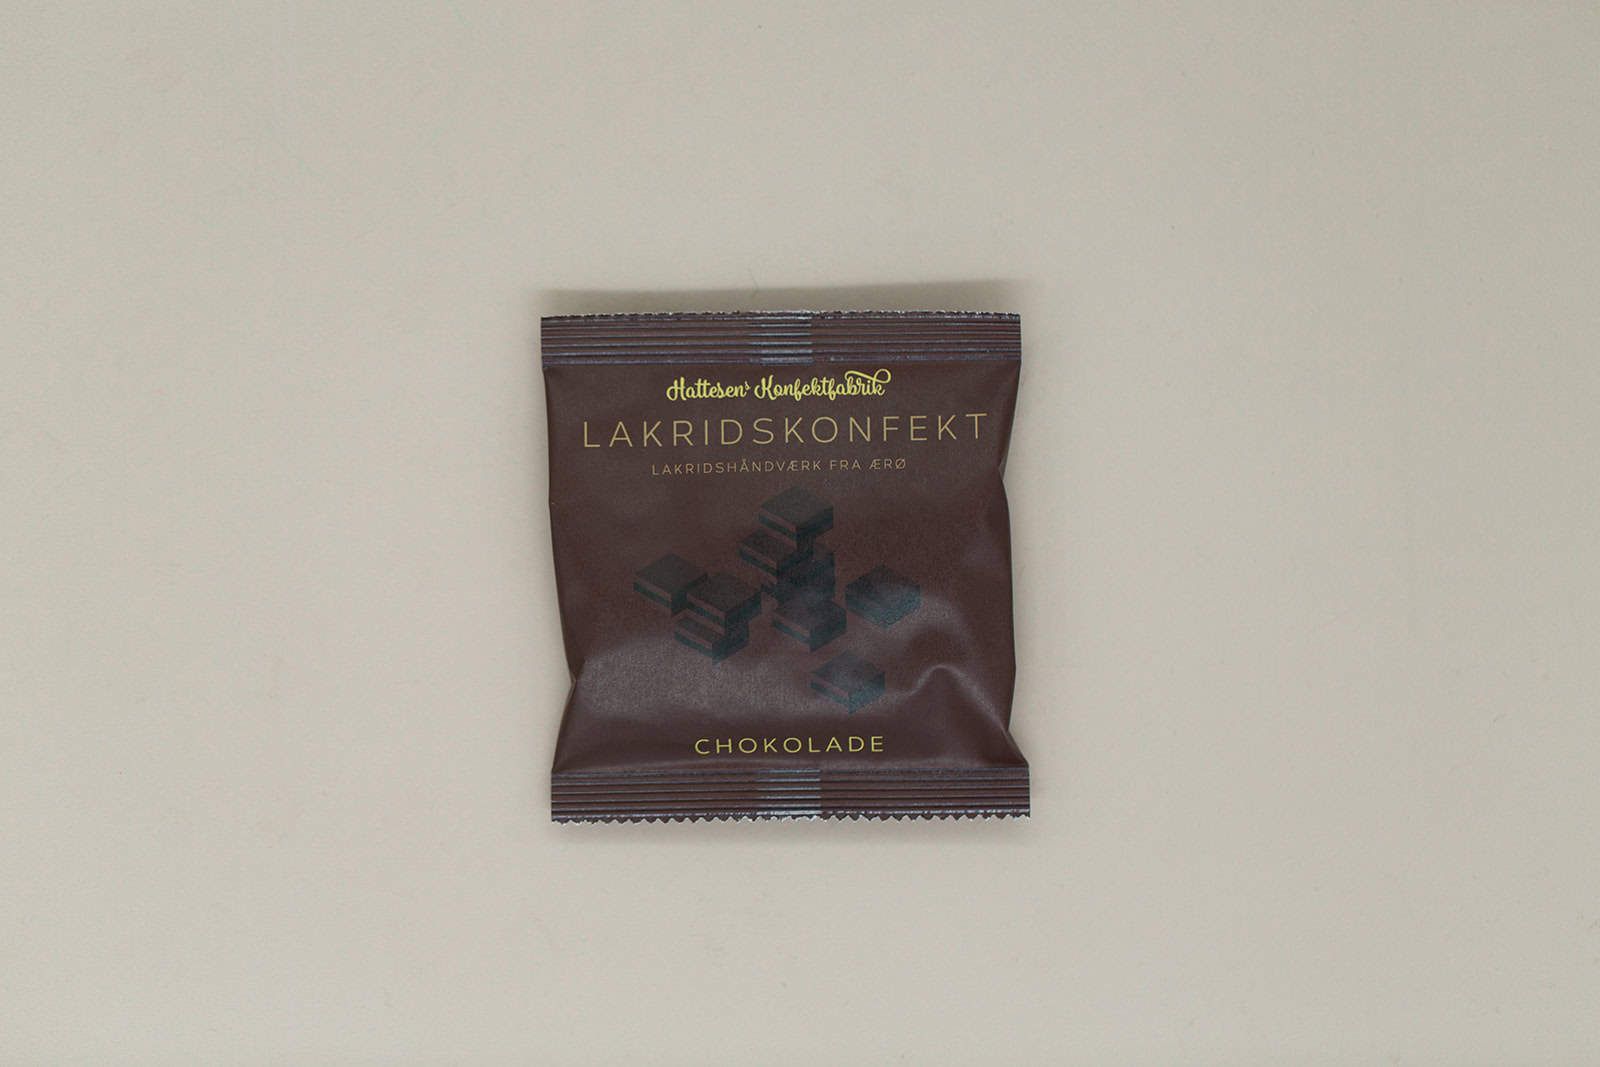 Hattesens Konfektfabrik
LAKRIDSKONFEKT
LAKRIDSHÅNDVÆRK FRA ÆRØ
CHOKOLADE